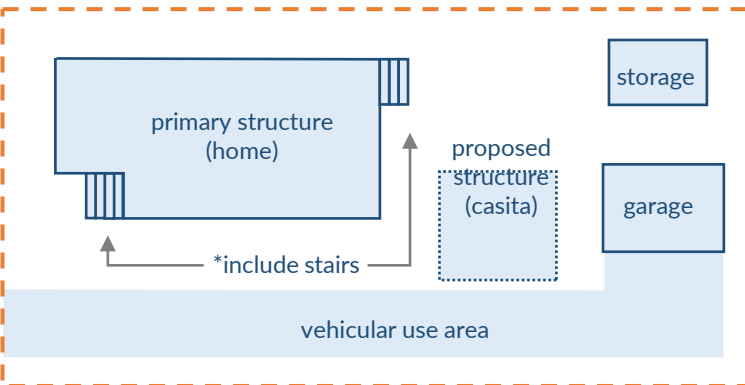 storage
primary structure
(home)
proposed
structure
(casita)
garage
*include stairs
vehicular use area